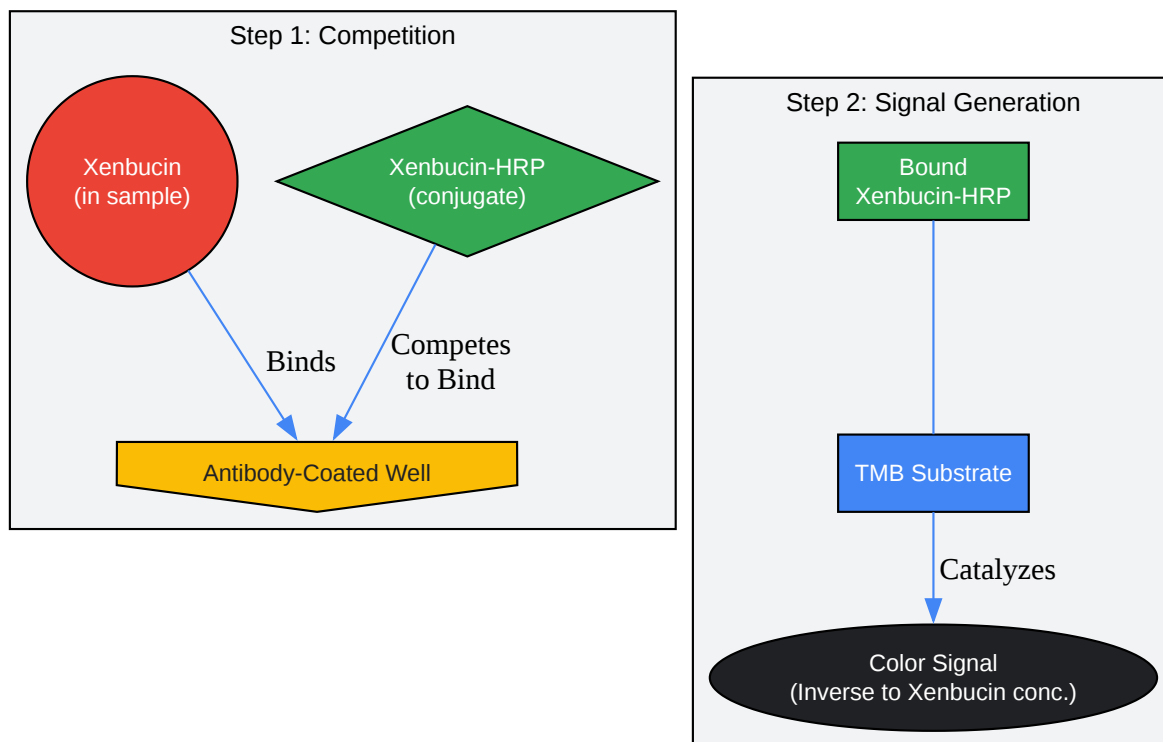 Step 1: Competition
Xenbucin
(in sample)
Xenbucin-HRP
(conjugate)
Binds
Competes
to Bind
Antibody-Coated Well
Step 2: Signal Generation
Bound
Xenbucin-HRP
TMB Substrate
Catalyzes
Color Signal
(Inverse to Xenbucin conc.)